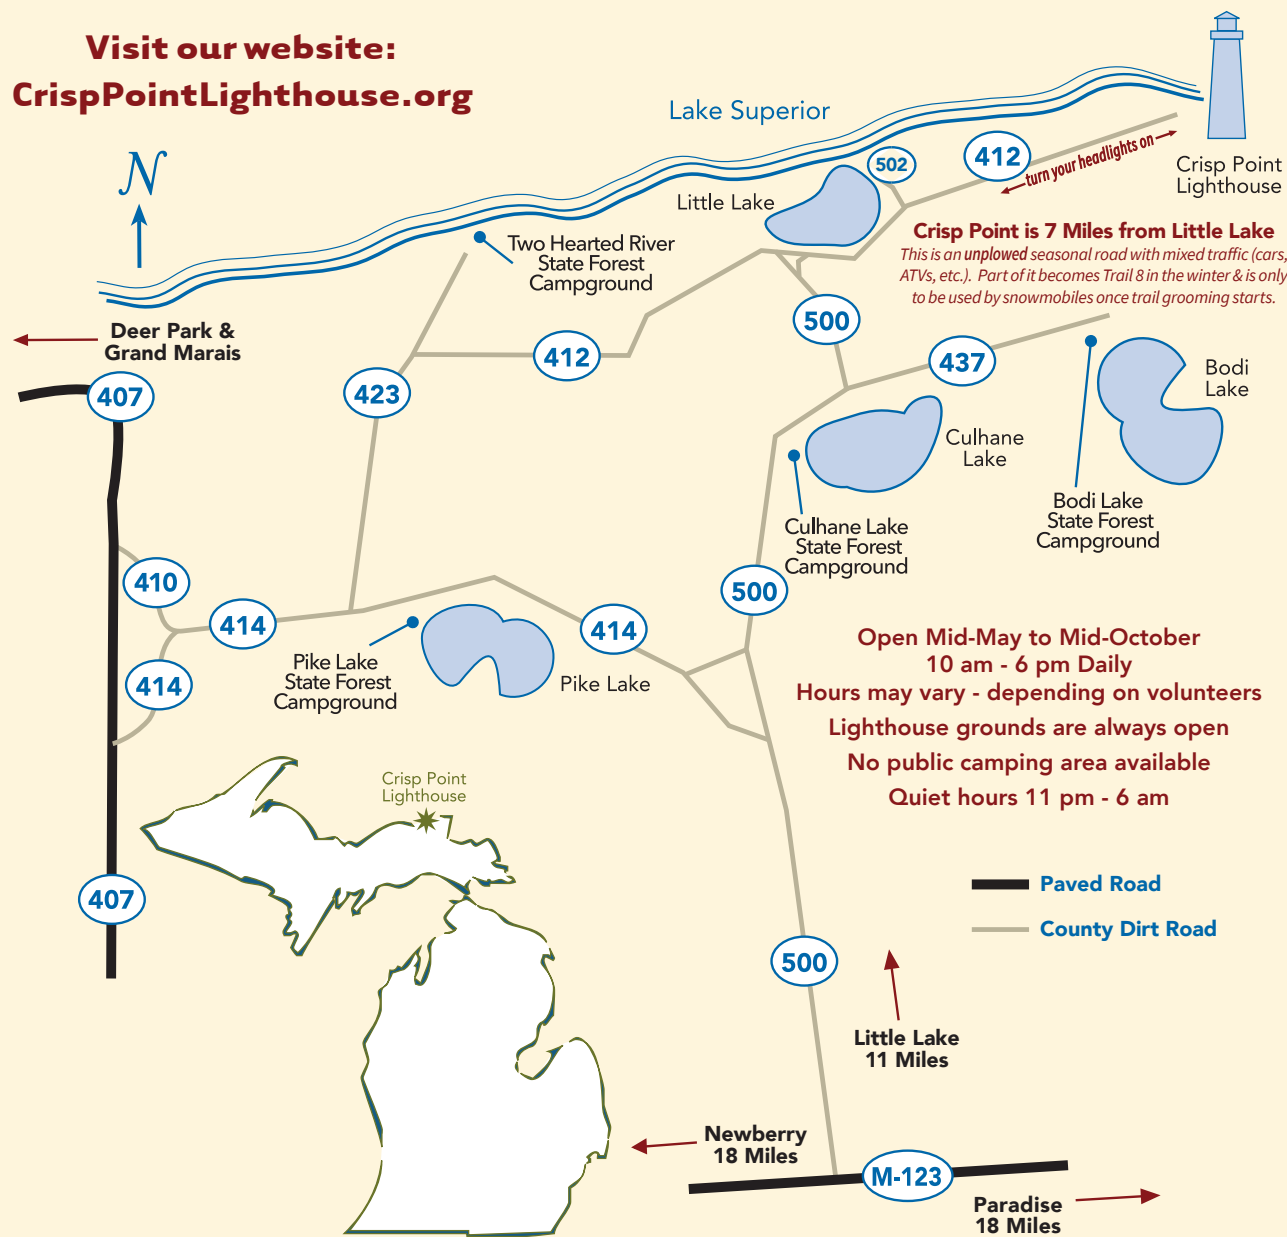 Visit our website:
CrispPointLighthouse.org
N
Lake Superior
502
412
turn your headlights on
Crisp Point
Lighthouse
Little Lake
Crisp Point is 7 Miles from Little Lake
This is an unplowed seasonal road with mixed traffic (cars,
ATVs, etc.). Part of it becomes Trail 8 in the winter & is only
to be used by snowmobiles once trail grooming starts.
Two Hearted River
State Forest
Campground
Deer Park &
Grand Marais
407
423
412
500
437
Bodi
Lake
Culhane
Lake
Culhane Lake
State Forest
Campground
Bodi Lake
State Forest
Campground
410
414
414
500
414
Pike Lake
State Forest
Campground
Pike Lake
Open Mid-May to Mid-October
10 am - 6 pm Daily
Hours may vary - depending on volunteers
Lighthouse grounds are always open
No public camping area available
Quiet hours 11 pm - 6 am
Crisp Point
Lighthouse
407
Paved Road
County Dirt Road
500
Little Lake
11 Miles
Newberry
18 Miles
M-123
Paradise
18 Miles